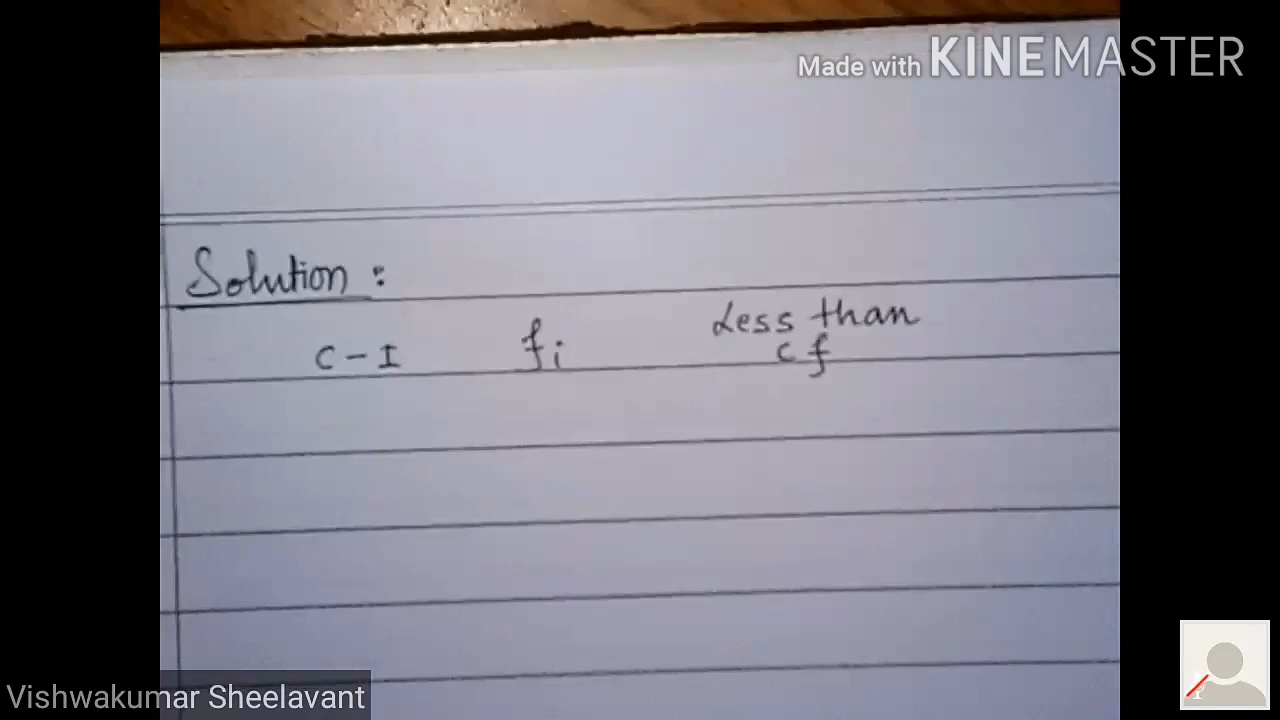 Made with KINEMASTER
Solution :
Less than
C-I fi cf
Vishwakumar Sheelavant